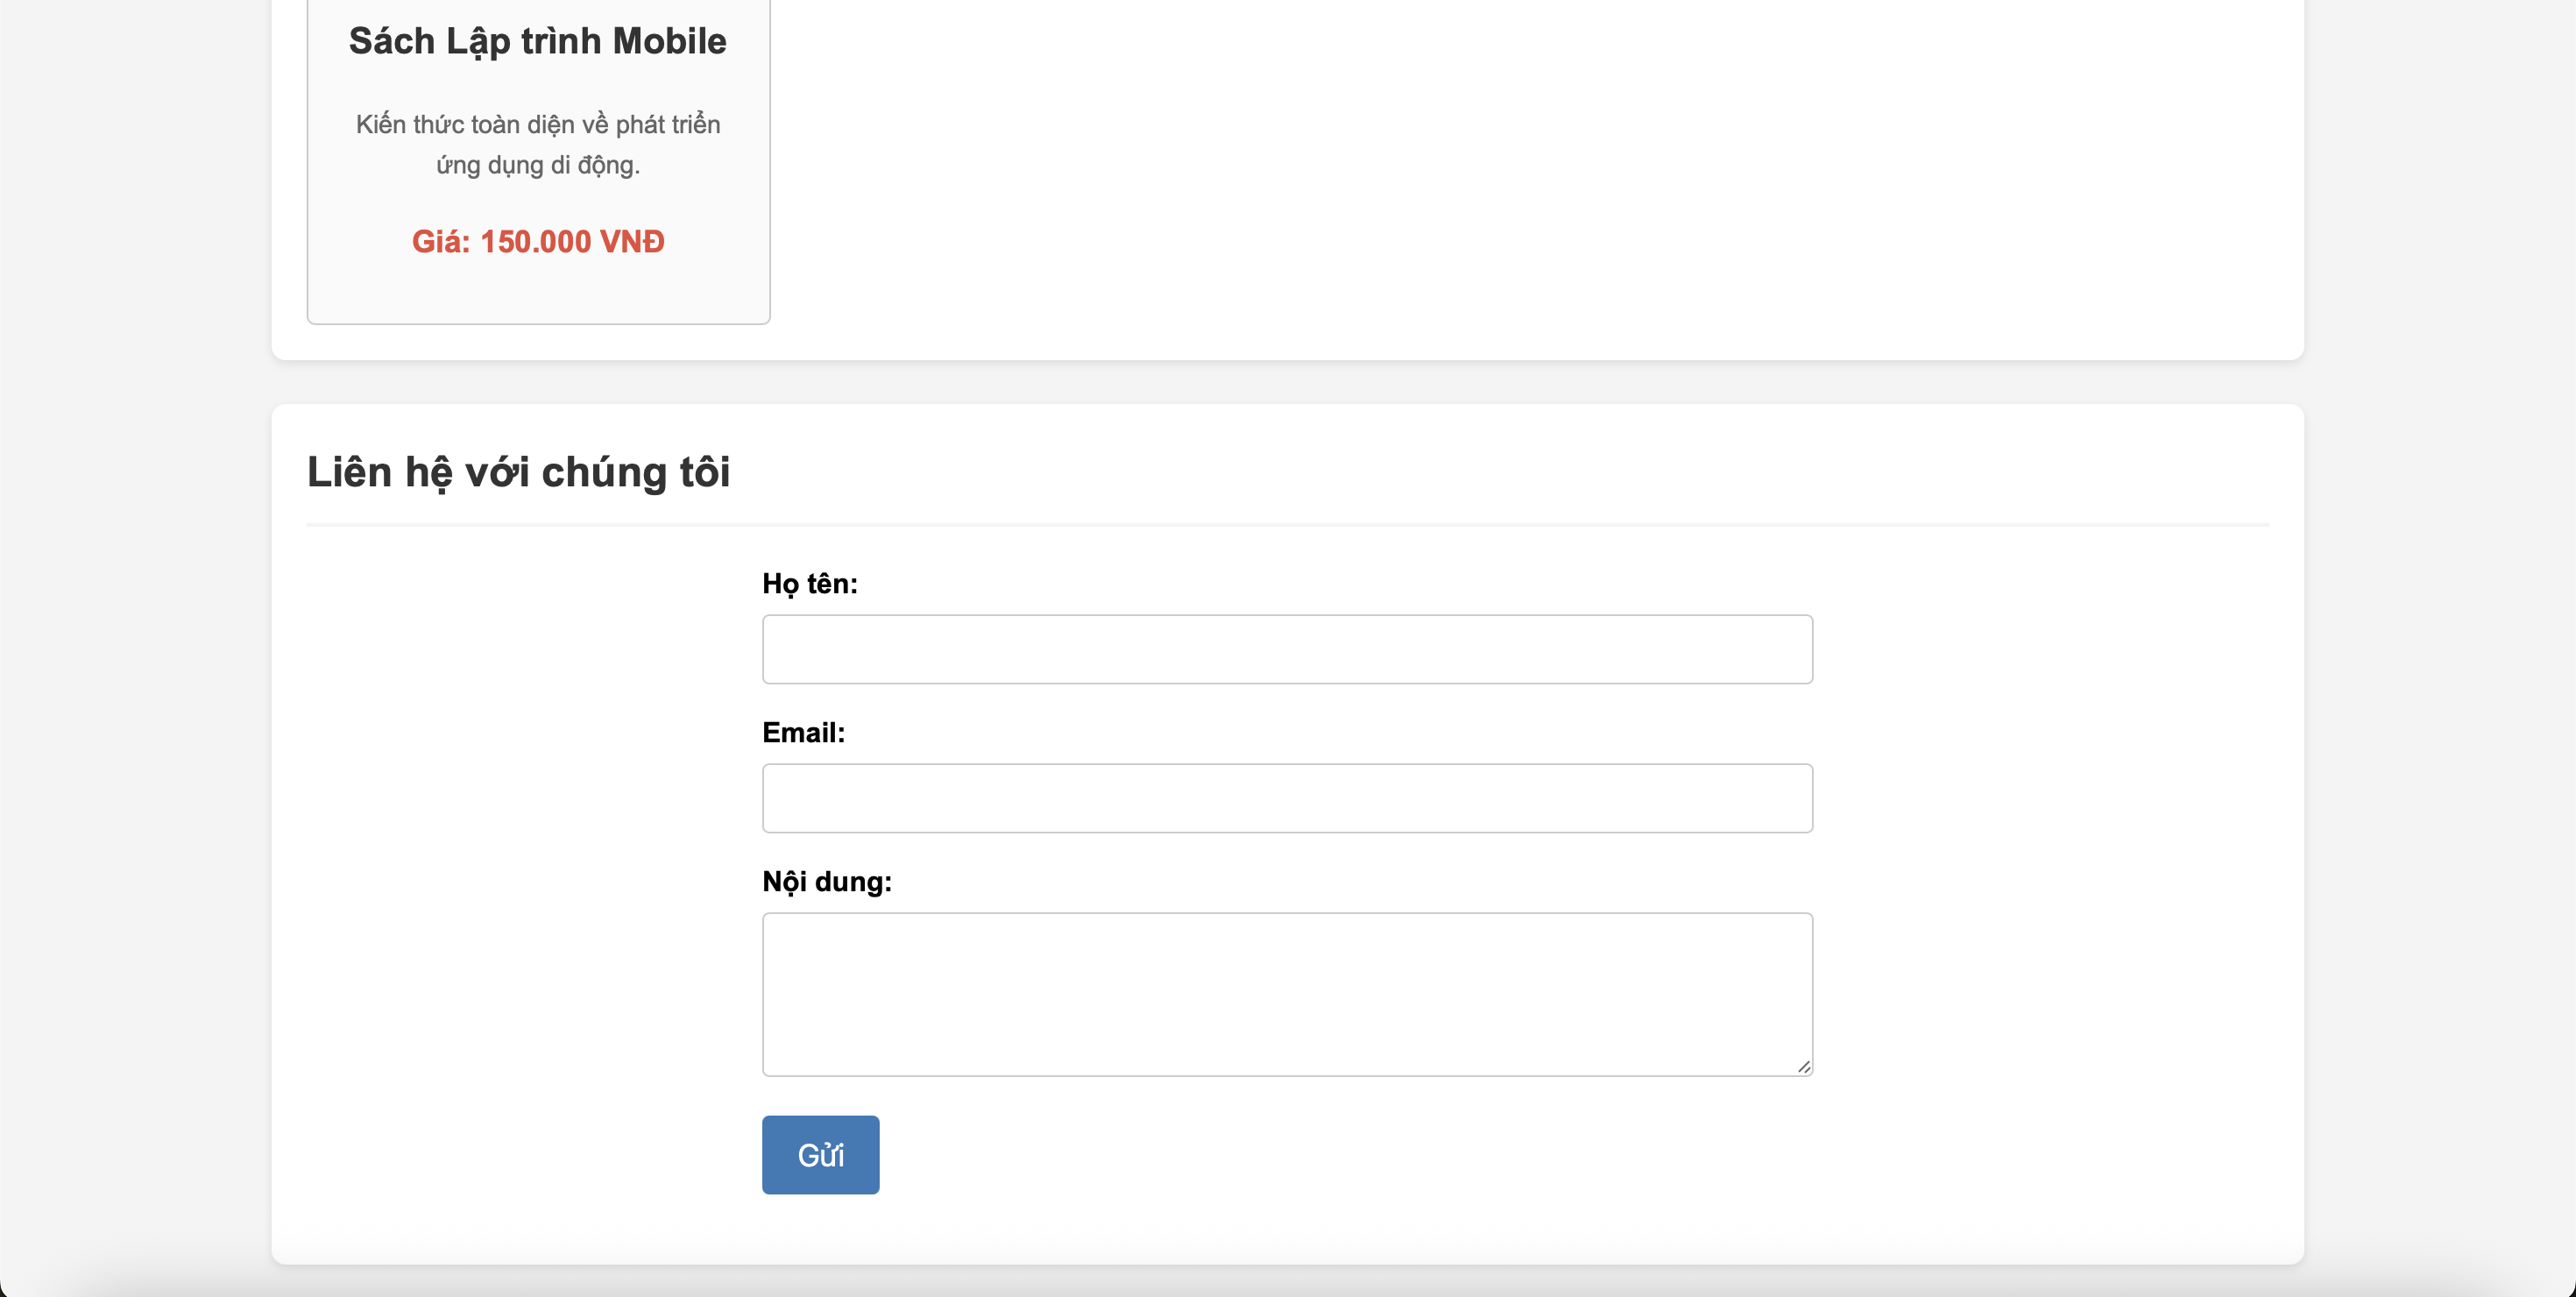 Sách Lập trình Mobile
Kiến thức toàn diện về phát triển
ứng dụng di động.
Giá: 150.000 VNĐ
Liên hệ với chúng tôi
Họ tên:
Email:
Nội dung:
Gửi